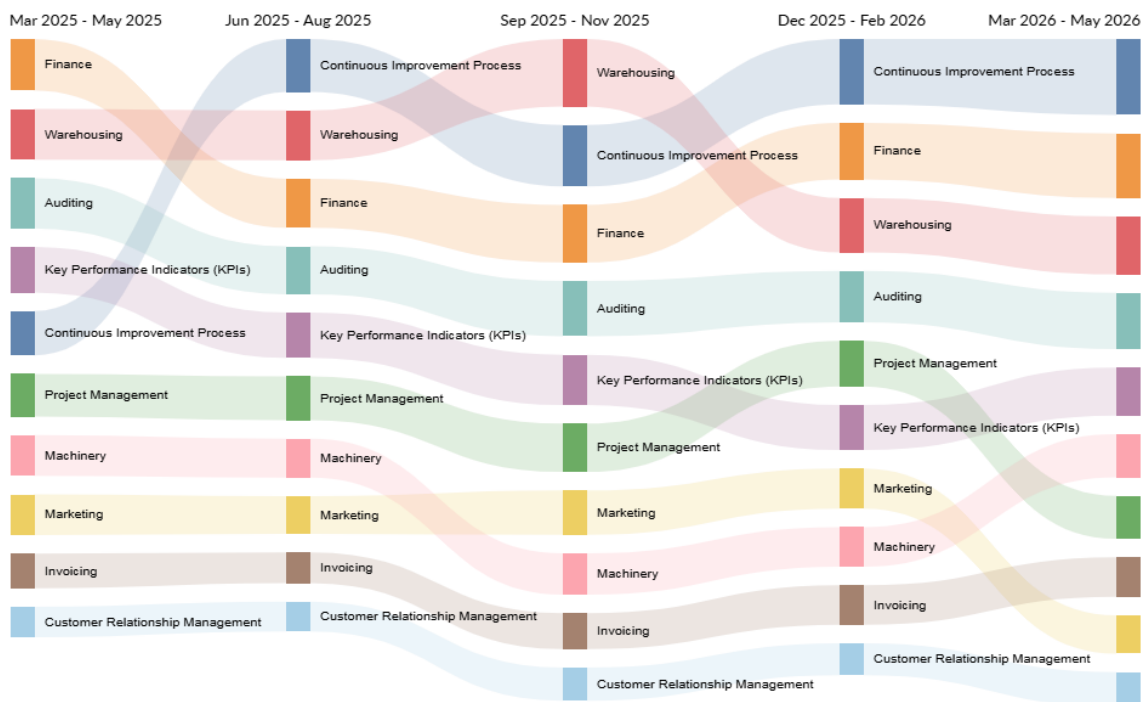 Mar 2025 - May 2025
Jun 2025 - Aug 2025
Sep 2025 - Nov 2025
Dec 2025 - Feb 2026
Mar 2026 - May 2026
Finance
Warehousing
Auditing
Key Performance Indicators (KPIs)
Continuous Improvement Process
Project Management
Machinery
Marketing
Invoicing
Customer Relationship Management
Continuous Improvement Process
Warehousing
Finance
Auditing
Key Performance Indicators (KPIs)
Project Management
Machinery
Marketing
Invoicing
Customer Relationship Management
Warehousing
Continuous Improvement Process
Finance
Auditing
Key Performance Indicators (KPIs)
Project Management
Marketing
Machinery
Invoicing
Customer Relationship Management
Continuous Improvement Process
Finance
Warehousing
Auditing
Project Management
Key Performance Indicators (KPIs)
Marketing
Machinery
Invoicing
Customer Relationship Management